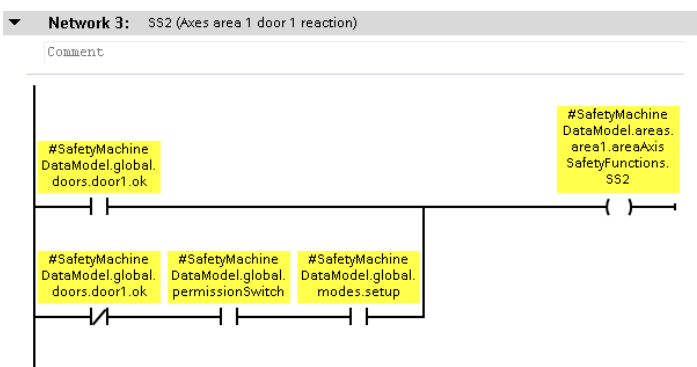 Network 3: SS2 (Axes area 1 door 1 reaction)
Comment
#SafetyMachine
DataModel.areas.
area1.areaAxis
SafetyFunctions.
SS2
#SafetyMachine
DataModel.global.
doors.door1.ok
#SafetyMachine
DataModel.global.
doors.door1.ok
#SafetyMachine
DataModel.global.
permissionSwitch
#SafetyMachine
DataModel.global.
modes.setup